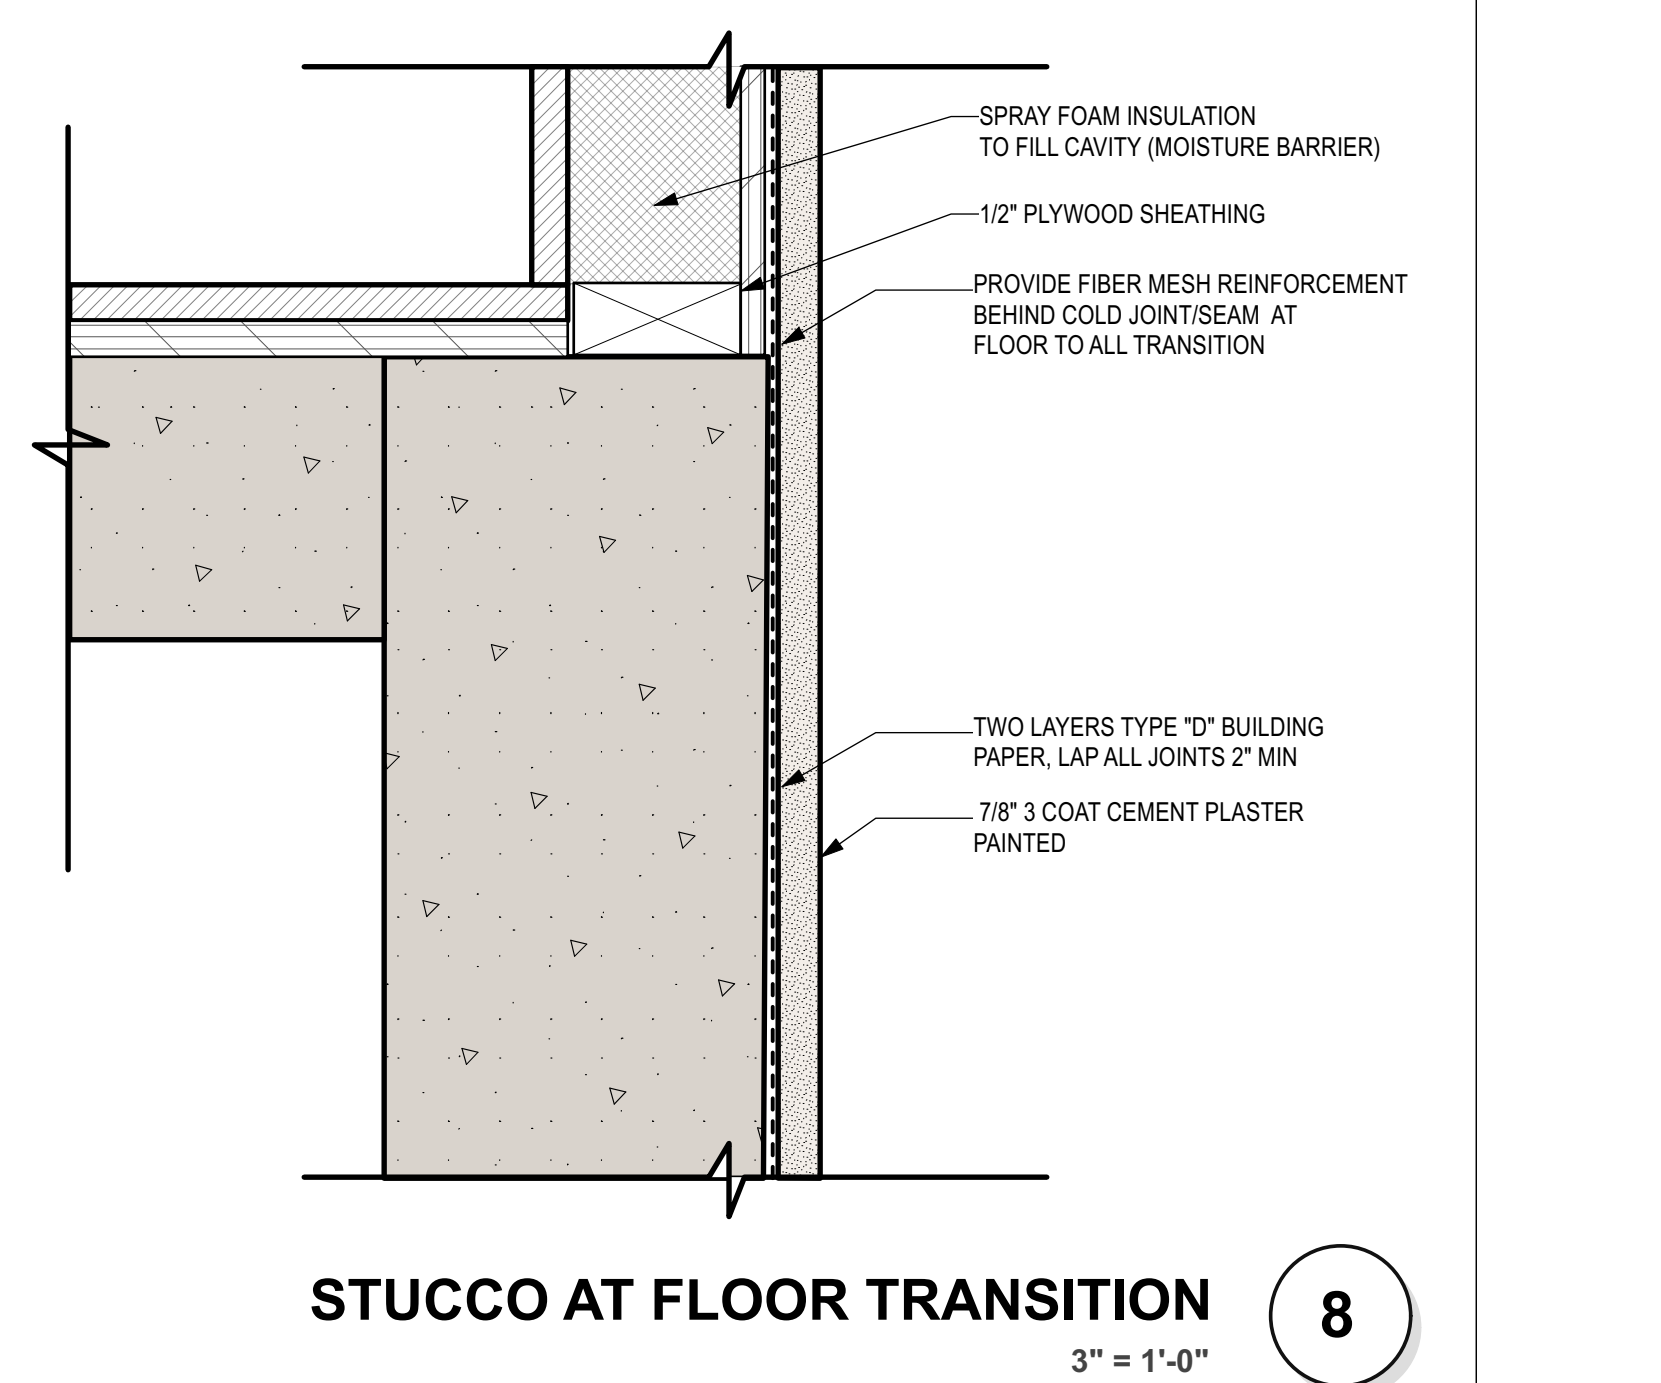 SPRAY FOAM INSULATION
TO FILL CAVITY (MOISTURE BARRIER)
1/2" PLYWOOD SHEATHING
PROVIDE FIBER MESH REINFORCEMENT
BEHIND COLD JOINT/SEAM AT
FLOOR TO ALL TRANSITION
TWO LAYERS TYPE "D" BUILDING
PAPER, LAP ALL JOINTS 2" MIN
7/8" 3 COAT CEMENT PLASTER
PAINTED
STUCCO AT FLOOR TRANSITION
8
3" = 1'-0"